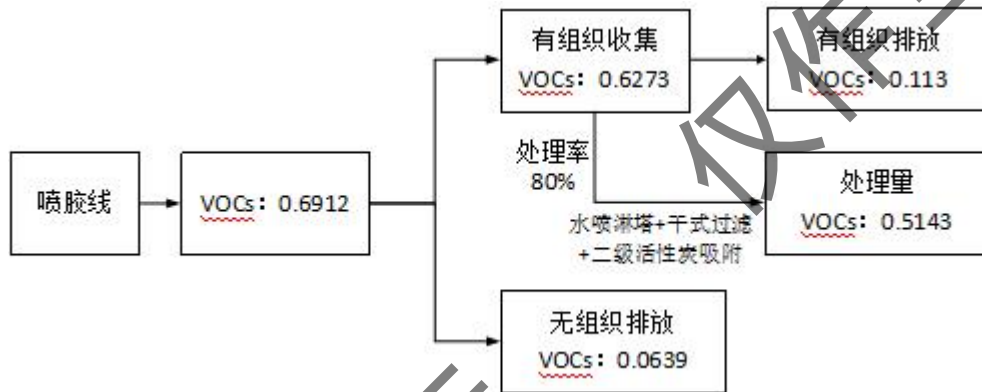 有组织收集
VOCs：0.6273
有组织排放
VOCs：0.113
处理率
80%
喷胶线
VOCs：0.6912
处理量
VOCs：0.5143
水喷淋塔+干式过滤
+二级活性炭吸附
无组织排放
VOCs：0.0639
仅作